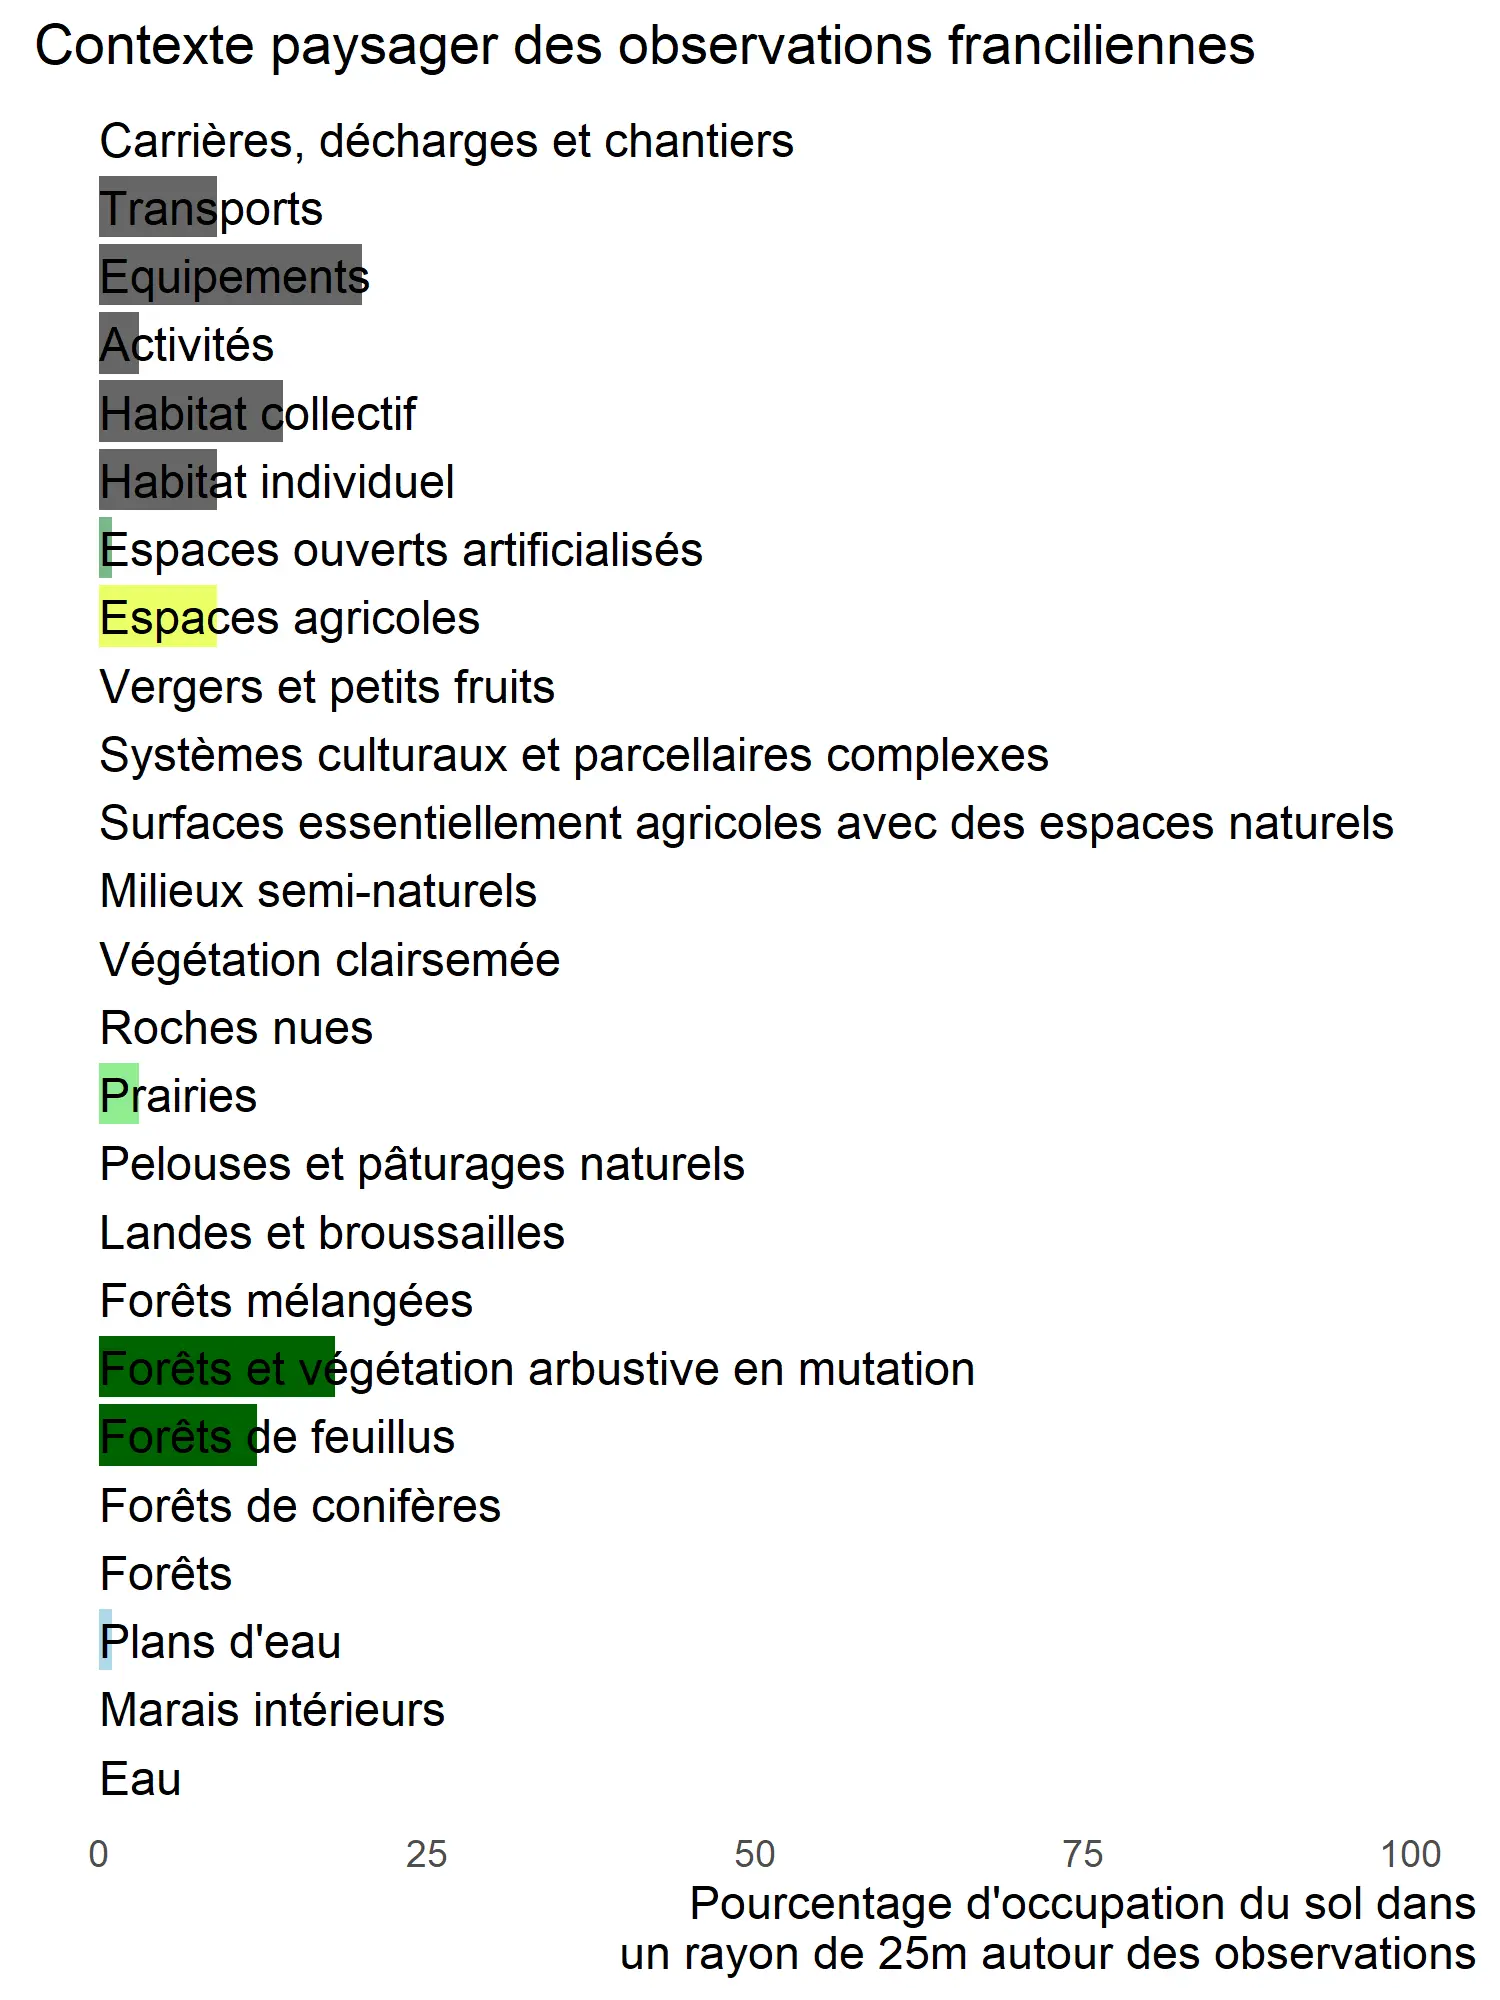 Contexte paysager des observations franciliennes
Carrières, décharges et chantiers
Transports
Equipements
Activités
Habitat collectif
Habitat individuel
Espaces ouverts artificialisés
Espaces agricoles
Vergers et petits fruits
Systèmes culturaux et parcellaires complexes
Surfaces essentiellement agricoles avec des espaces naturels
Milieux semi-naturels
Végétation clairsemée
Roches nues
Prairies
Pelouses et pâturages naturels
Landes et broussailles
Forêts mélangées
Forêts et végétation arbustive en mutation
Forêts de feuillus
Forêts de conifères
Forêts
Plans d'eau
Marais intérieurs
Eau
0 25 50 75 100
Pourcentage d'occupation du sol dans
un rayon de 25m autour des observations